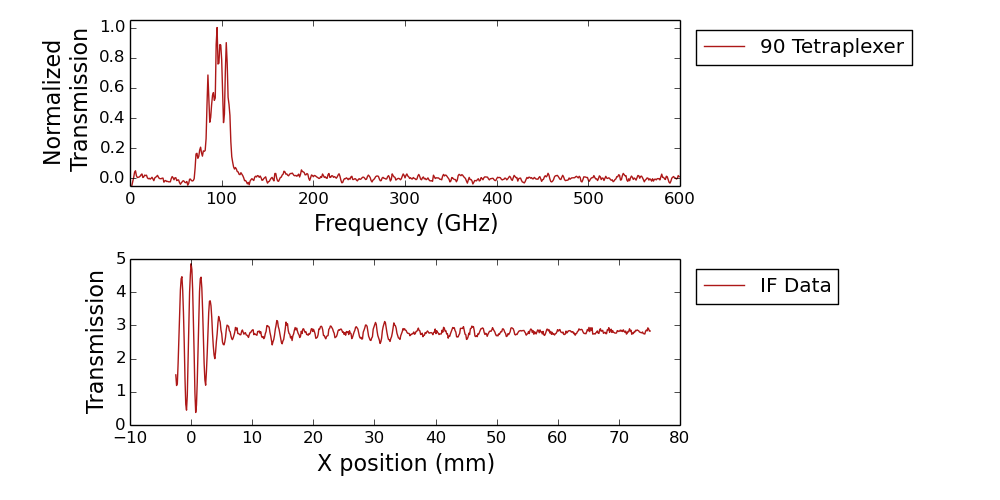 Normalized
Transmission
1.0
0.8
0.6
0.4
0.2
0.0
0 100 200 300 400 500 600
Frequency (GHz)
90 Tetraplexer
Transmission
5
4
3
2
1
0
−10 0 10 20 30 40 50 60 70 80
X position (mm)
IF Data